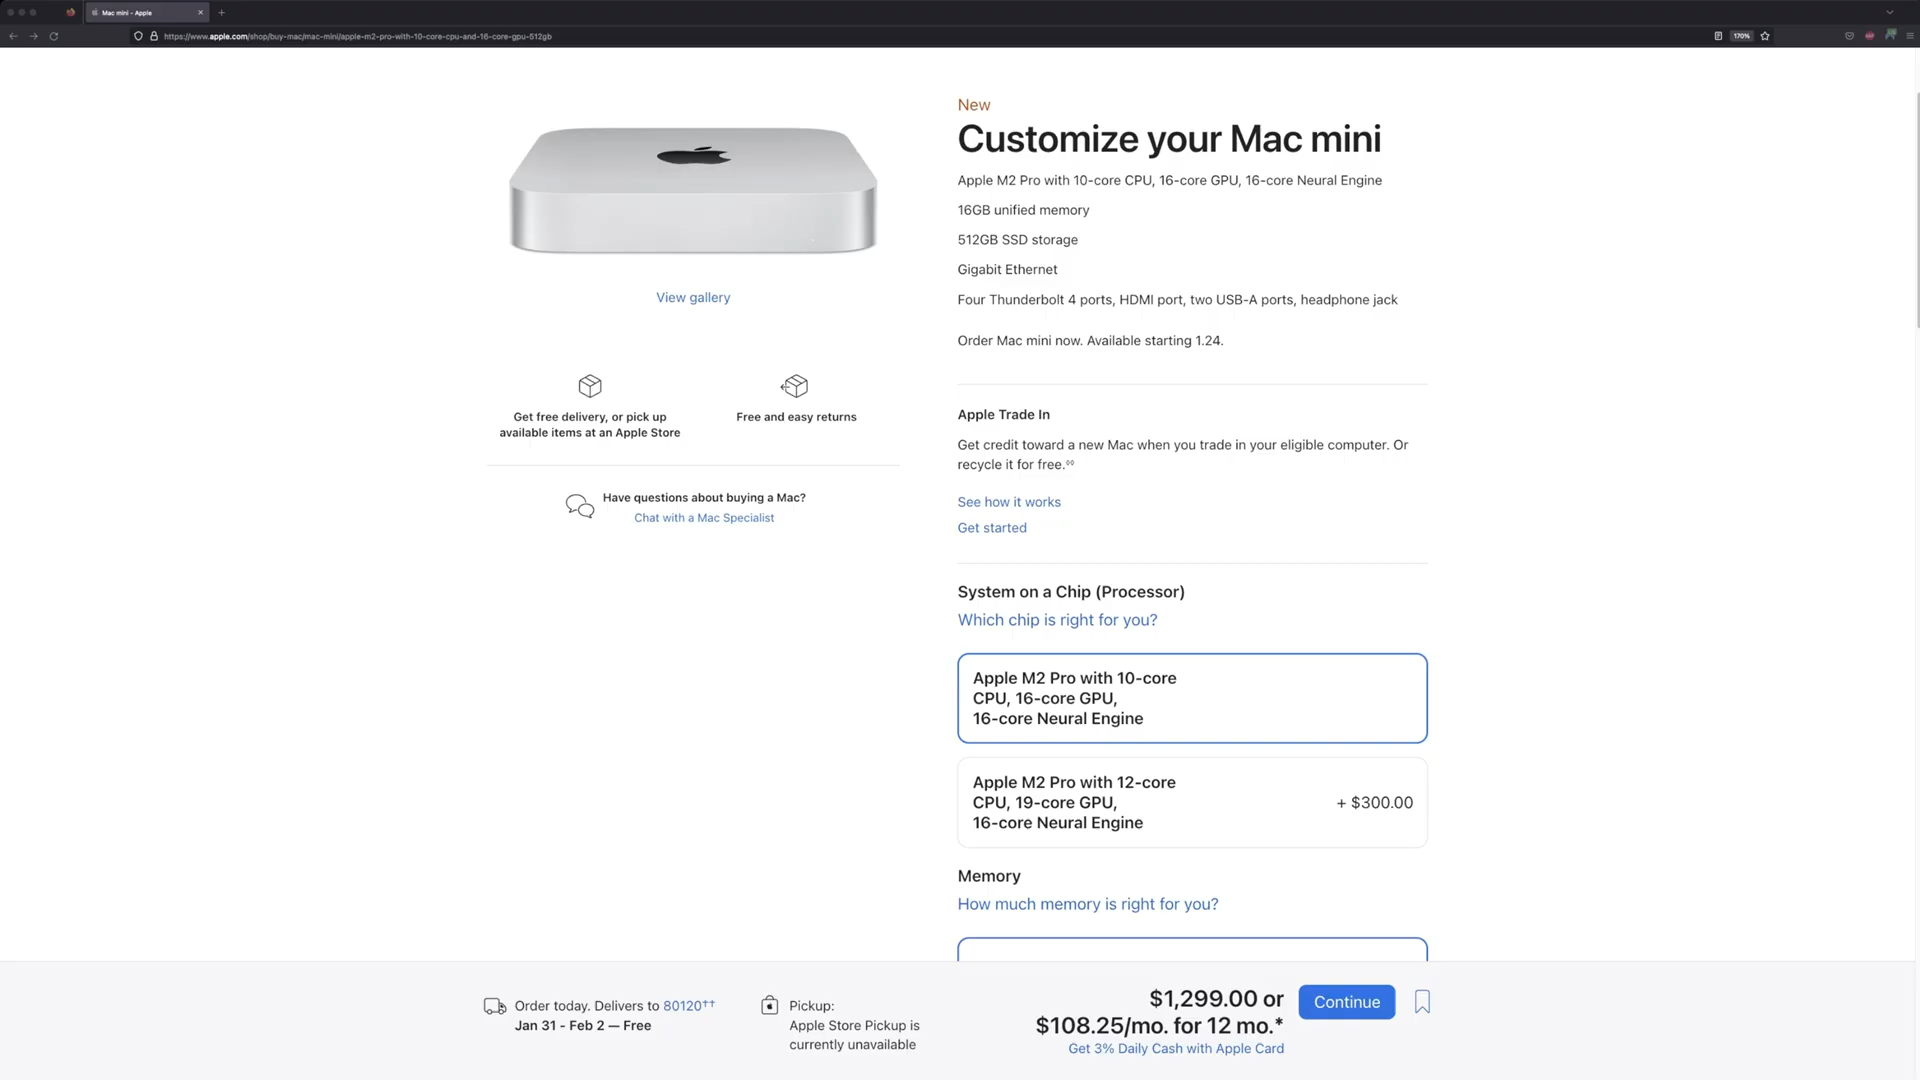 Mac mini - Apple
https://www.apple.com/shop/buy-mac/mac-mini/apple-m2-pro-with-10-core-cpu-and-16-core-gpu-512gb
170%
New
Customize your Mac mini
Apple M2 Pro with 10-core CPU, 16-core GPU, 16-core Neural Engine
16GB unified memory
512GB SSD storage
Gigabit Ethernet
Four Thunderbolt 4 ports, HDMI port, two USB-A ports, headphone jack
Order Mac mini now. Available starting 1.24.
View gallery
Get free delivery, or pick up
available items at an Apple Store
Free and easy returns
Have questions about buying a Mac?
Chat with a Mac Specialist
Apple Trade In
Get credit toward a new Mac when you trade in your eligible computer. Or
recycle it for free.◊◊
See how it works
Get started
System on a Chip (Processor)
Which chip is right for you?
Apple M2 Pro with 10-core
CPU, 16-core GPU,
16-core Neural Engine
Apple M2 Pro with 12-core
CPU, 19-core GPU,
16-core Neural Engine
+ $300.00
Memory
How much memory is right for you?
Order today. Delivers to 80120††
Jan 31 - Feb 2 — Free
Pickup:
Apple Store Pickup is
currently unavailable
$1,299.00 or
$108.25/mo. for 12 mo.*
Get 3% Daily Cash with Apple Card
Continue